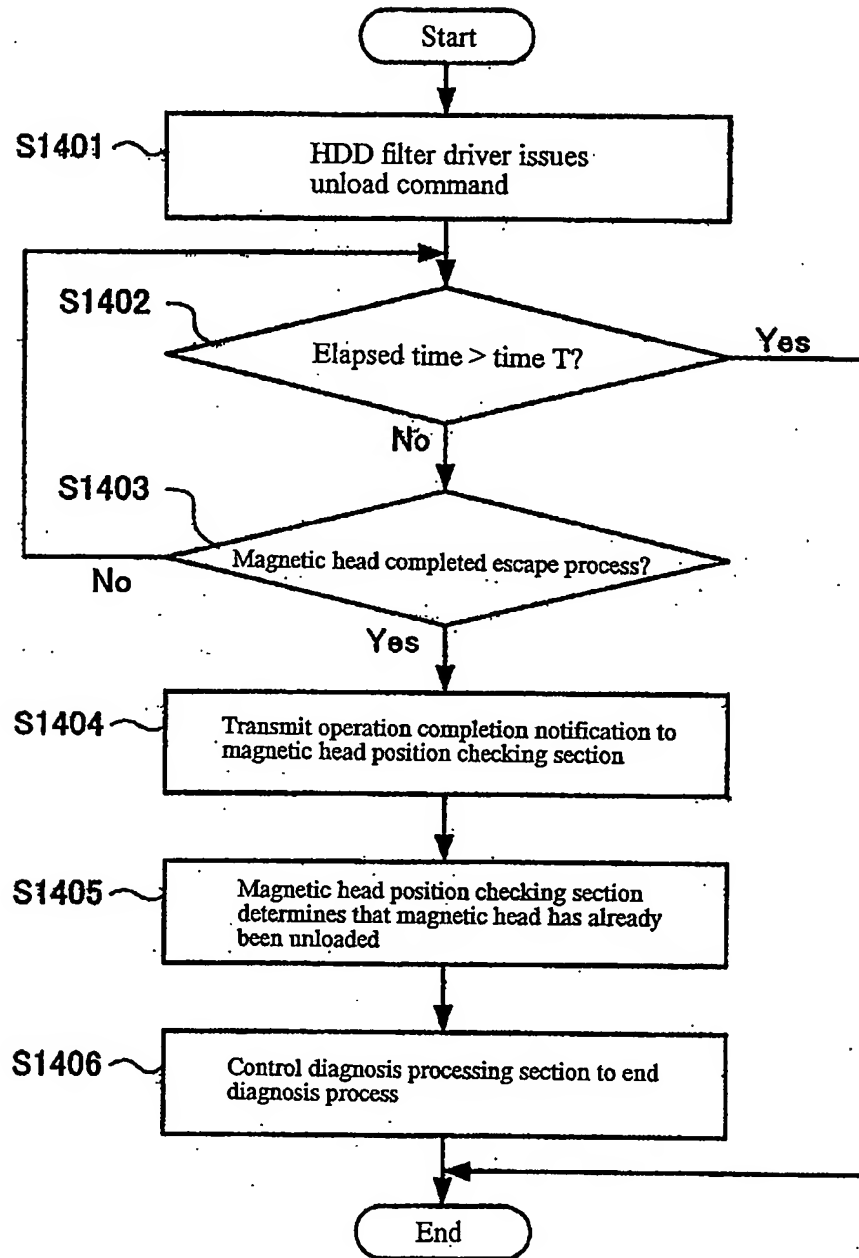 Start
S1401
HDD filter driver issues
unload command
S1402
Elapsed time > time T?
Yes
No
S1403
Magnetic head completed escape process?
No
Yes
S1404
Transmit operation completion notification to
magnetic head position checking section
S1405
Magnetic head position checking section
determines that magnetic head has already
been unloaded
S1406
Control diagnosis processing section to end
diagnosis process
End